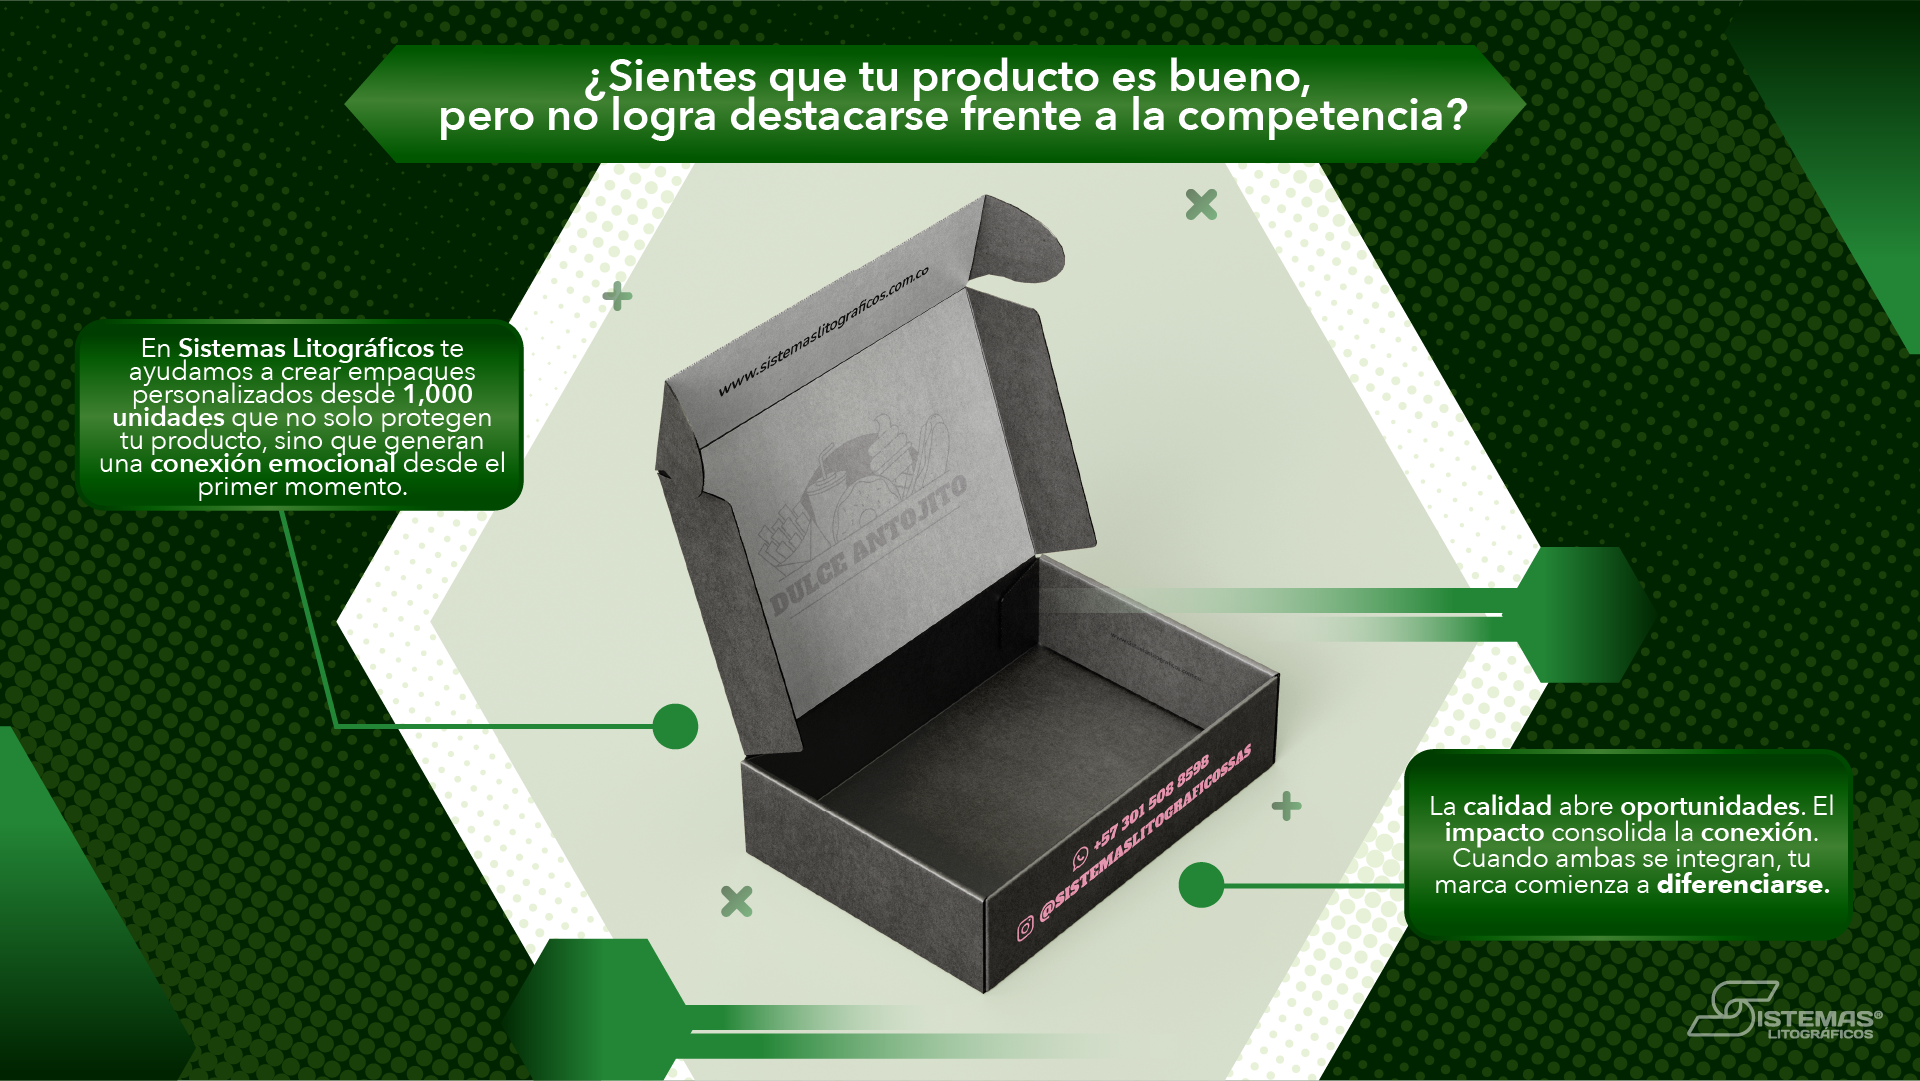 ¿Sientes que tu producto es bueno,
pero no logra destacarse frente a la competencia?
www.sistemaslitograficos.com.co
En Sistemas Litográficos te
ayudamos a crear empaques
personalizados desde 1,000
unidades que no solo protegen
tu producto, sino que generan
una conexión emocional desde el
primer momento.
DULCE ANTOJITO
+57 301 508 8598
@SISTEMASLITOGRAFICOSSAS
La calidad abre oportunidades. El
impacto consolida la conexión.
Cuando ambas se integran, tu
marca comienza a diferenciarse.
SISTEMAS®
LITOGRÁFICOS